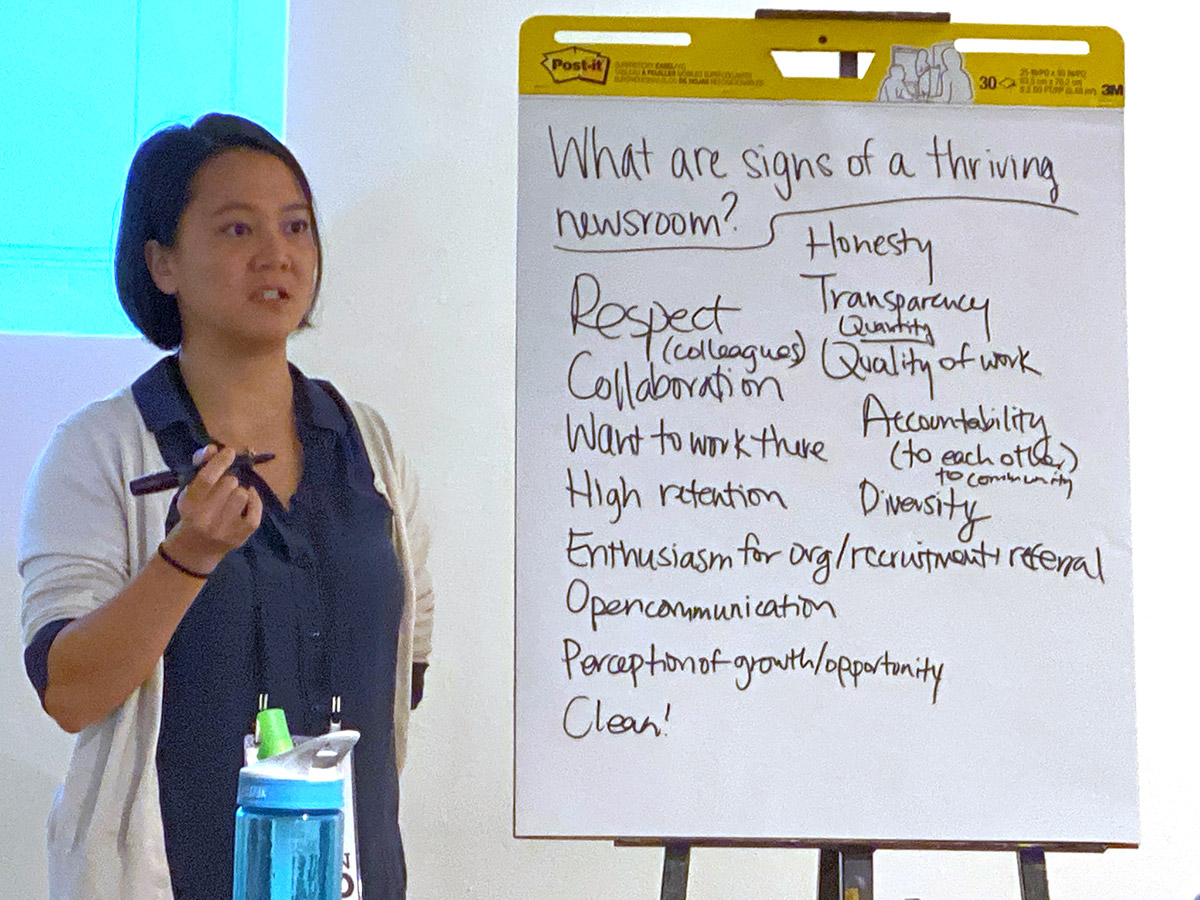 Post-it
30
3M
What are signs of a thriving
newsroom?
Honesty
Transparency
Quantity
Quality of work
Accountability
(to each other)
to community
Diversity
Respect
(colleagues)
Collaboration
Want to work there
High retention
Enthusiasm for org/recruitment+referral
Open communication
Perception of growth/opportunity
Clean!